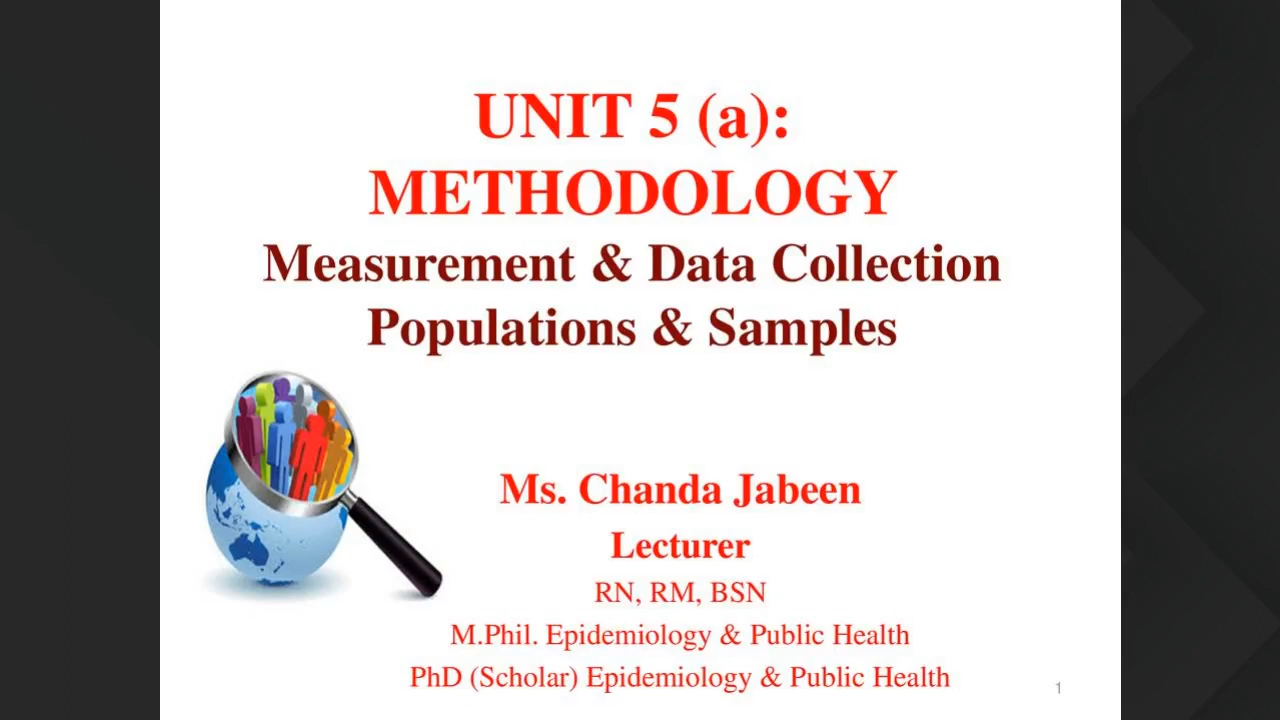 UNIT 5 (a):
METHODOLOGY
Measurement & Data Collection
Populations & Samples
Ms. Chanda Jabeen
Lecturer
RN, RM, BSN
M.Phil. Epidemiology & Public Health
PhD (Scholar) Epidemiology & Public Health
1